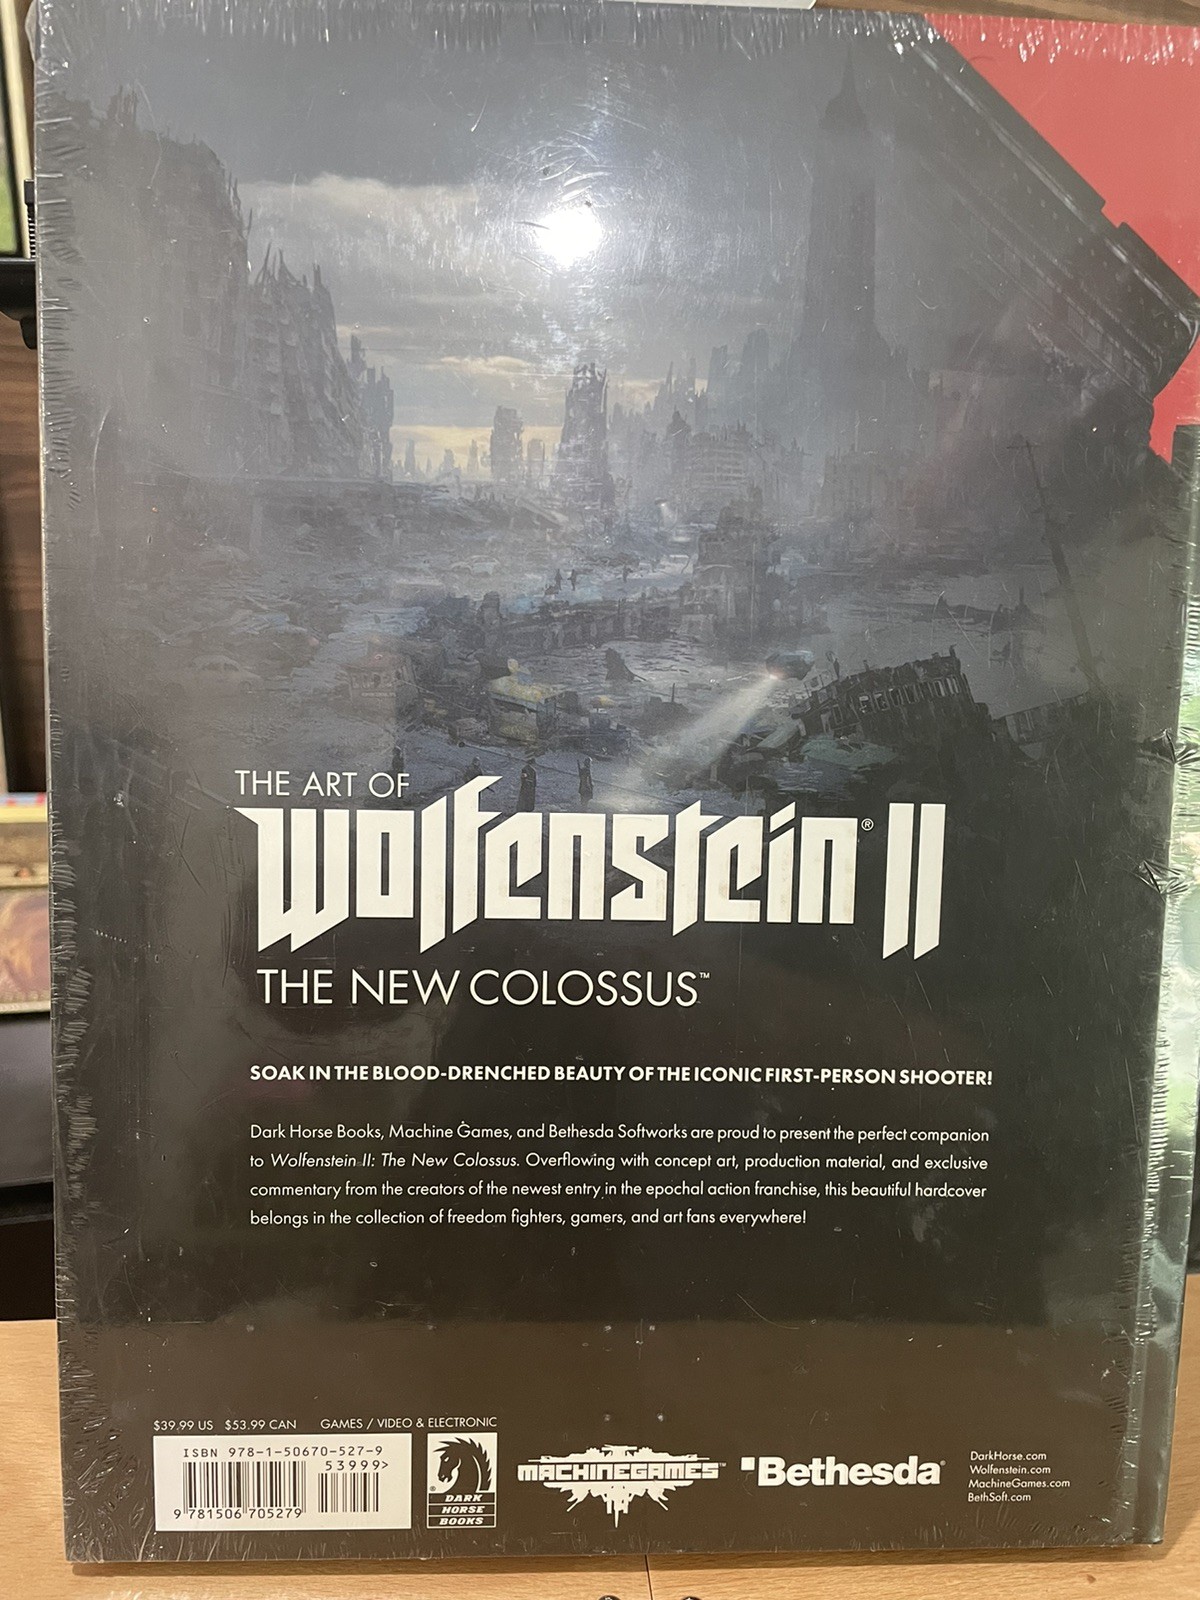 THE ART OF
Wolfenstein® II
THE NEW COLOSSUS™
SOAK IN THE BLOOD-DRENCHED BEAUTY OF THE ICONIC FIRST-PERSON SHOOTER!
Dark Horse Books, Machine Games, and Bethesda Softworks are proud to present the perfect companion
to Wolfenstein II: The New Colossus. Overflowing with concept art, production material, and exclusive
commentary from the creators of the newest entry in the epochal action franchise, this beautiful hardcover
belongs in the collection of freedom fighters, gamers, and art fans everywhere!
$39.99 US $53.99 CAN GAMES / VIDEO & ELECTRONIC
ISBN 978-1-50670-527-9
53999>
9 781506 705279
DARK
HORSE
BOOKS
MACHINEGAMES™
Bethesda®
DarkHorse.com
Wolfenstein.com
MachineGames.com
BethSoft.com